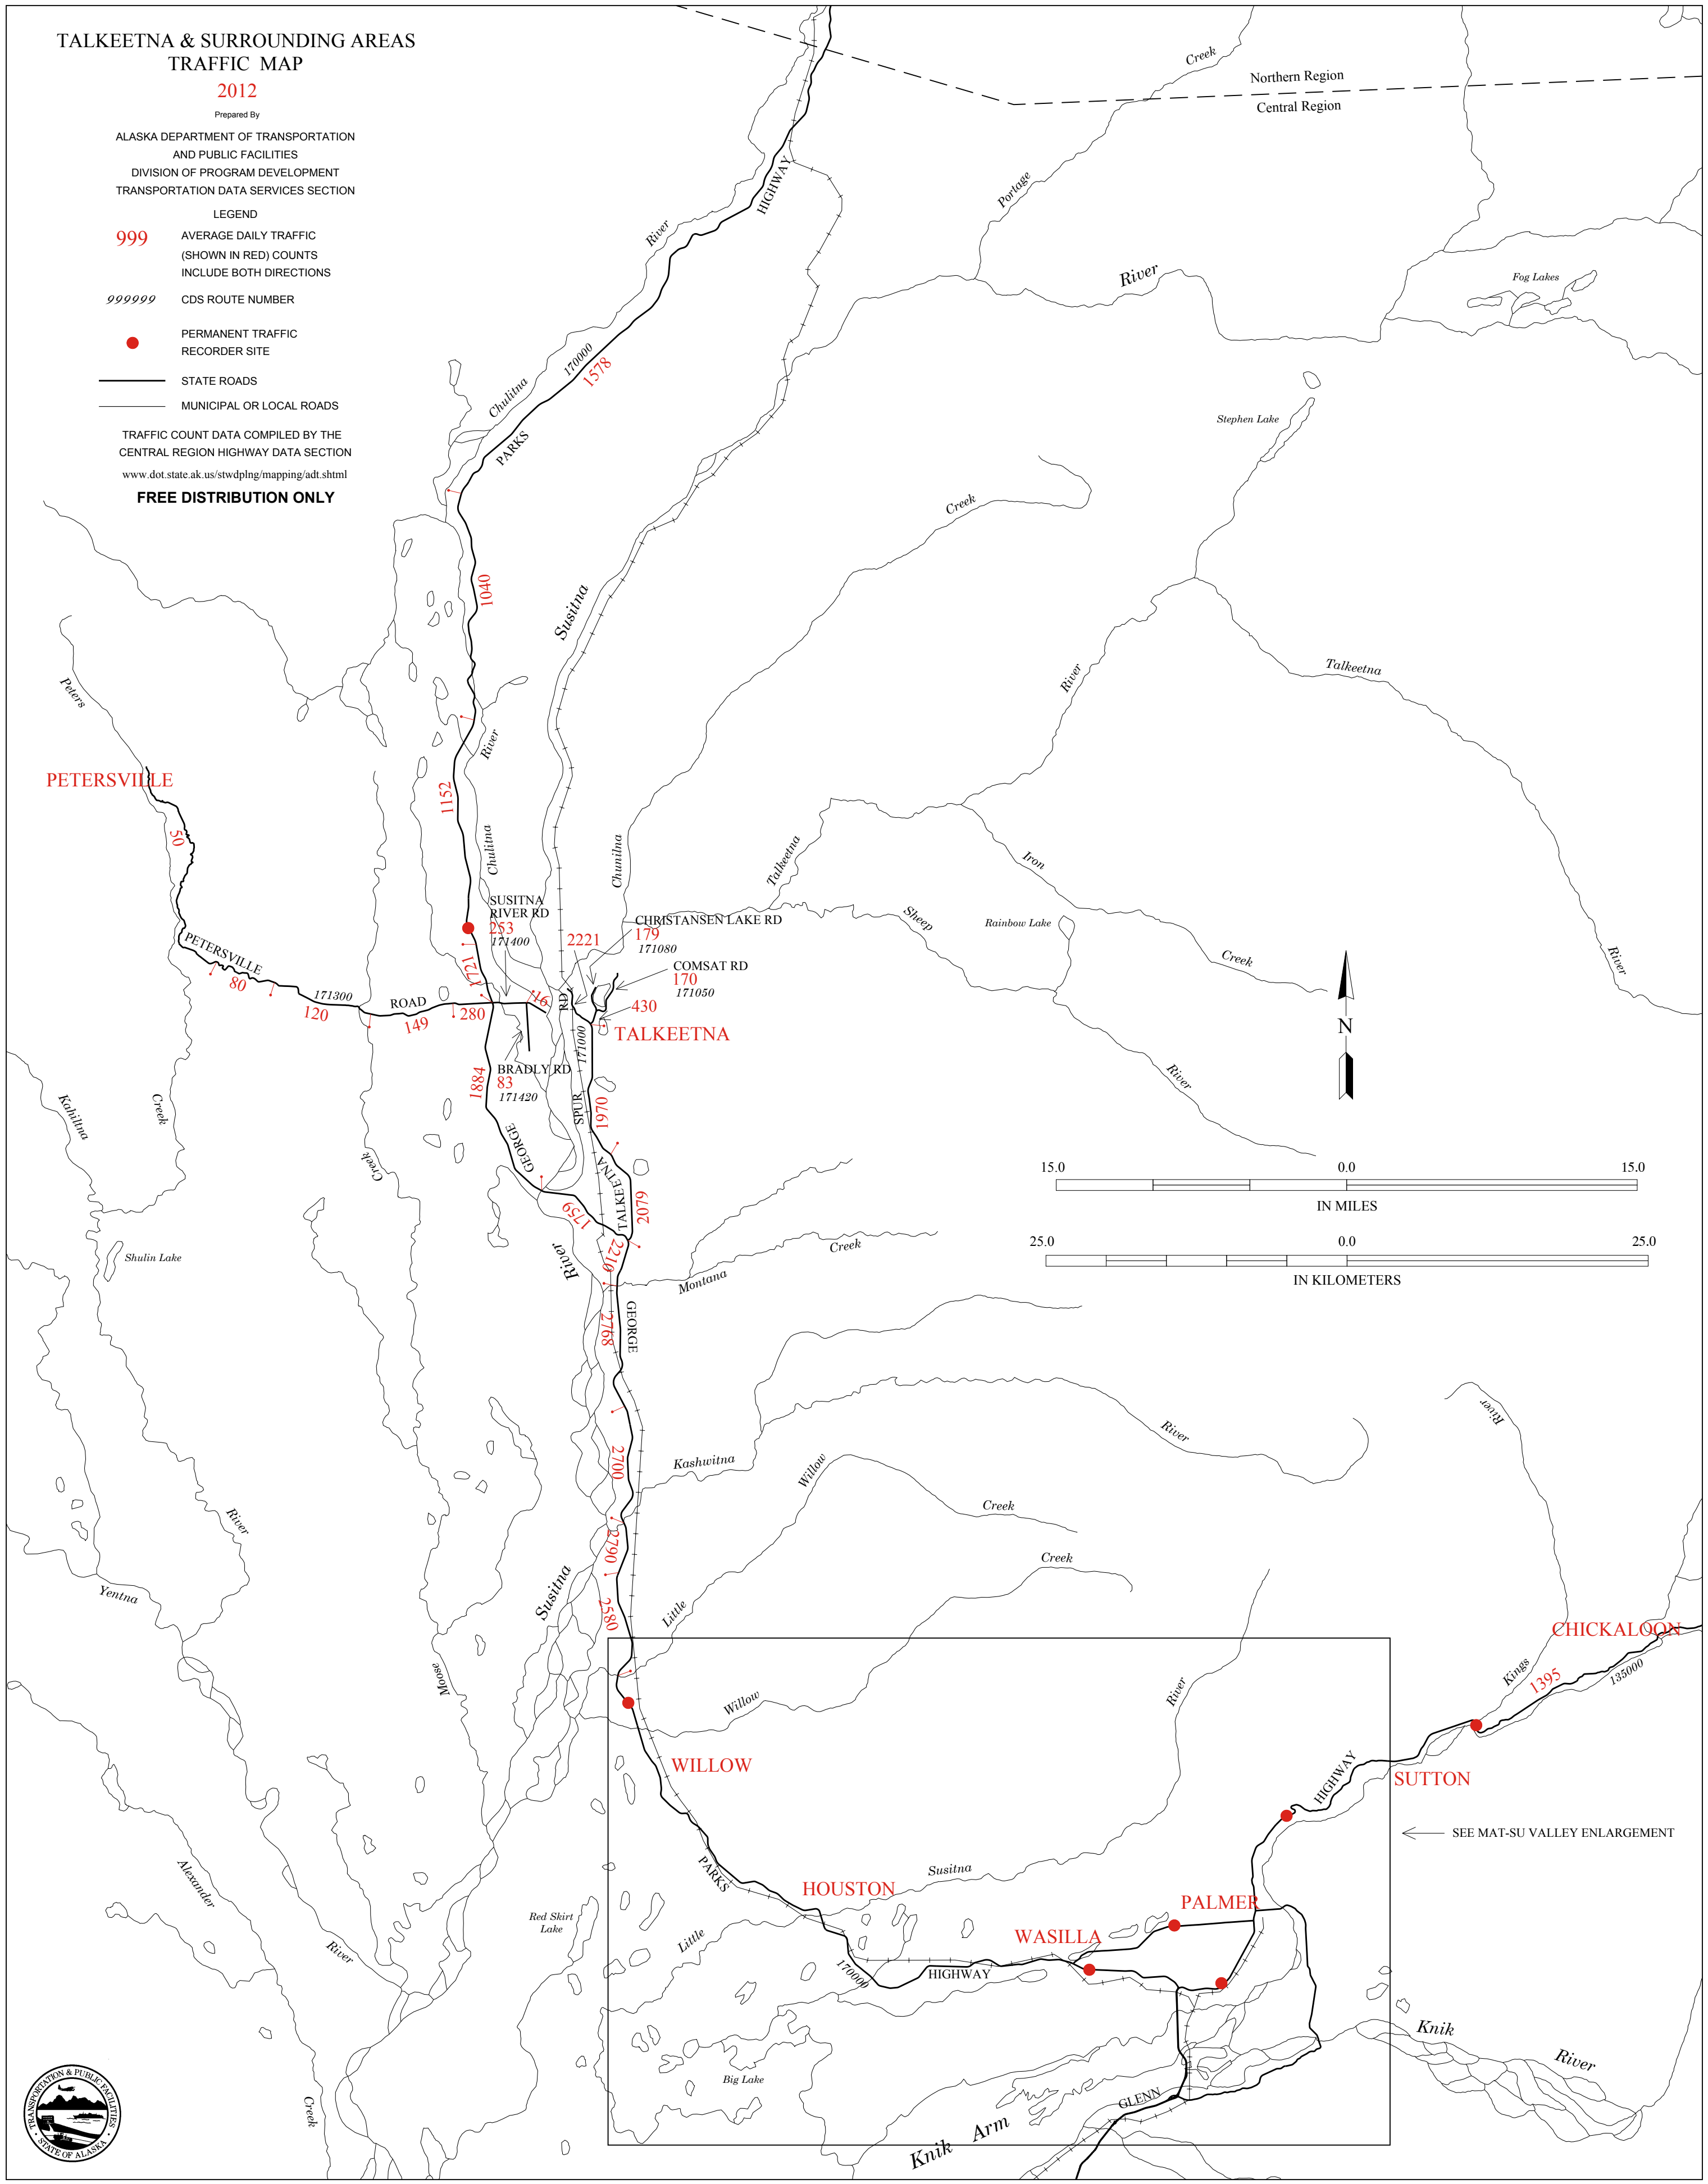 TALKEETNA & SURROUNDING AREAS
TRAFFIC MAP
2012
Prepared By
ALASKA DEPARTMENT OF TRANSPORTATION
AND PUBLIC FACILITIES
DIVISION OF PROGRAM DEVELOPMENT
TRANSPORTATION DATA SERVICES SECTION
LEGEND
999 AVERAGE DAILY TRAFFIC
(SHOWN IN RED) COUNTS
INCLUDE BOTH DIRECTIONS
999999 CDS ROUTE NUMBER
PERMANENT TRAFFIC
RECORDER SITE
STATE ROADS
MUNICIPAL OR LOCAL ROADS
TRAFFIC COUNT DATA COMPILED BY THE
CENTRAL REGION HIGHWAY DATA SECTION
www.dot.state.ak.us/stwdplng/mapping/adt.shtml
FREE DISTRIBUTION ONLY
Creek
Northern Region
Central Region
HIGHWAY
Portage
River
River
Fog Lakes
170000
1578
Chulitna
PARKS
Stephen Lake
Creek
1040
Susitna
Peters
River
Talkeetna
River
PETERSVILLE
1152
50
Chulitna
Chunilna
Talkeetna
Iron
SUSITNA
RIVER RD
253
171400
CHRISTANSEN LAKE RD
179
171080
2221
Sheep
Rainbow Lake
Creek
River
PETERSVILLE
1721
COMSAT RD
170
171050
80
171300
ROAD
16
RD
430
120
149
280
TALKEETNA
N
171000
BRADLY RD
83
171420
1884
River
Kahiltna
Creek
SPUR
1970
GEORGE
Creek
TALKEETNA
2079
15.0
0.0
15.0
IN MILES
1759
25.0
0.0
25.0
IN KILOMETERS
Shulin Lake
River
2210
Creek
Montana
GEORGE
2768
River
River
2700
Kashwitna
Willow
Creek
River
2790
Creek
Yentna
Susitna
2580
Little
CHICKALOON
Moose
Kings
1395
135000
River
Willow
WILLOW
HIGHWAY
SUTTON
SEE MAT-SU VALLEY ENLARGEMENT
Alexander
PARKS
Susitna
HOUSTON
PALMER
Red Skirt
Lake
Little
WASILLA
River
170000
HIGHWAY
Knik
River
Big Lake
GLENN
Creek
Knik Arm
TRANSPORTATION & PUBLIC FACILITIES
STATE OF ALASKA